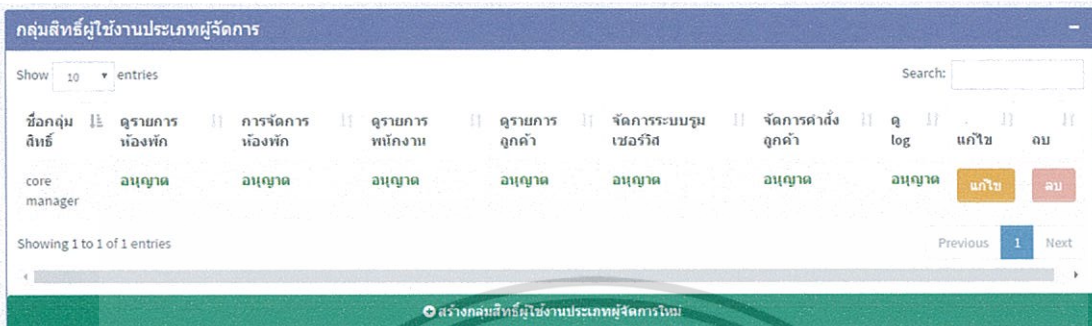 กลุ่มสิทธิ์ผู้ใช้งานประเภทผู้จัดการ
Show 10 entries Search:
ชื่อกลุ่มสิทธิ์ ดูรายการห้องพัก การจัดการห้องพัก ดูรายการพนักงาน ดูรายการลูกค้า จัดการระบบรูมเซอร์วิส จัดการคำสั่งลูกค้า ดู log แก้ไข ลบ
core manager อนุญาต อนุญาต อนุญาต อนุญาต อนุญาต อนุญาต อนุญาต แก้ไข ลบ
Showing 1 to 1 of 1 entries Previous 1 Next
สร้างกลุ่มสิทธิ์ผู้ใช้งานประเภทผู้จัดการใหม่